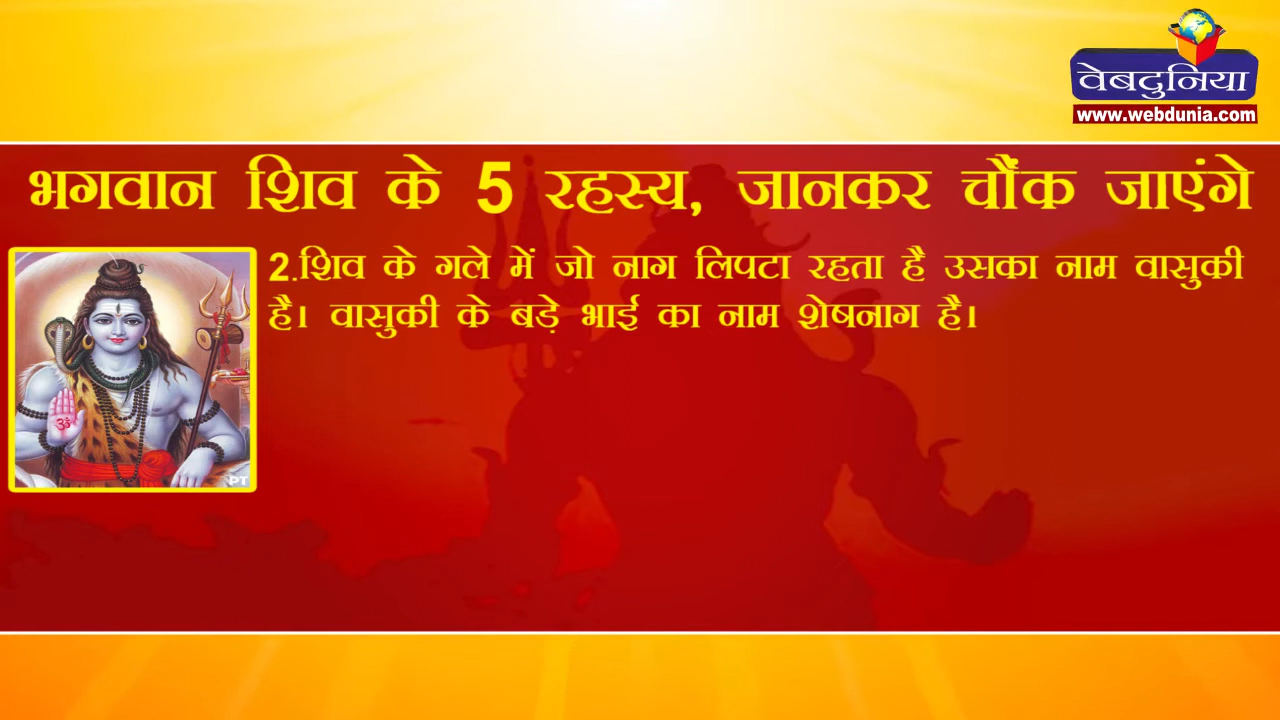 वेबदुनिया
www.webdunia.com
भगवान शिव के 5 रहस्य, जानकर चौंक जाएंगे
2.शिव के गले में जो नाग लिपटा रहता है उसका नाम वासुकी
है। वासुकी के बड़े भाई का नाम शेषनाग है।
ॐ
PT